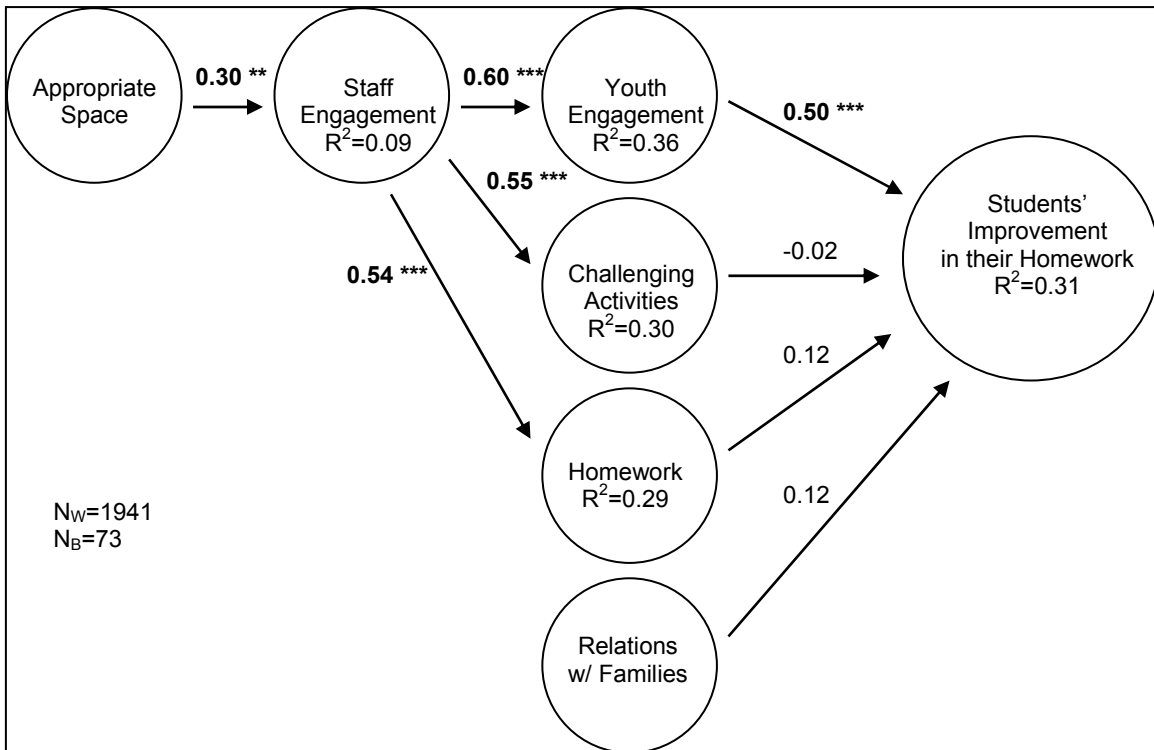 Appropriate
Space
0.30 **
Staff
Engagement
R²=0.09
0.60 ***
Youth
Engagement
R²=0.36
0.50 ***
0.55 ***
Students’
Improvement
in their Homework
R²=0.31
0.54 ***
Challenging
Activities
R²=0.30
-0.02
0.12
Homework
R²=0.29
0.12
N_W=1941
N_B=73
Relations
w/ Families